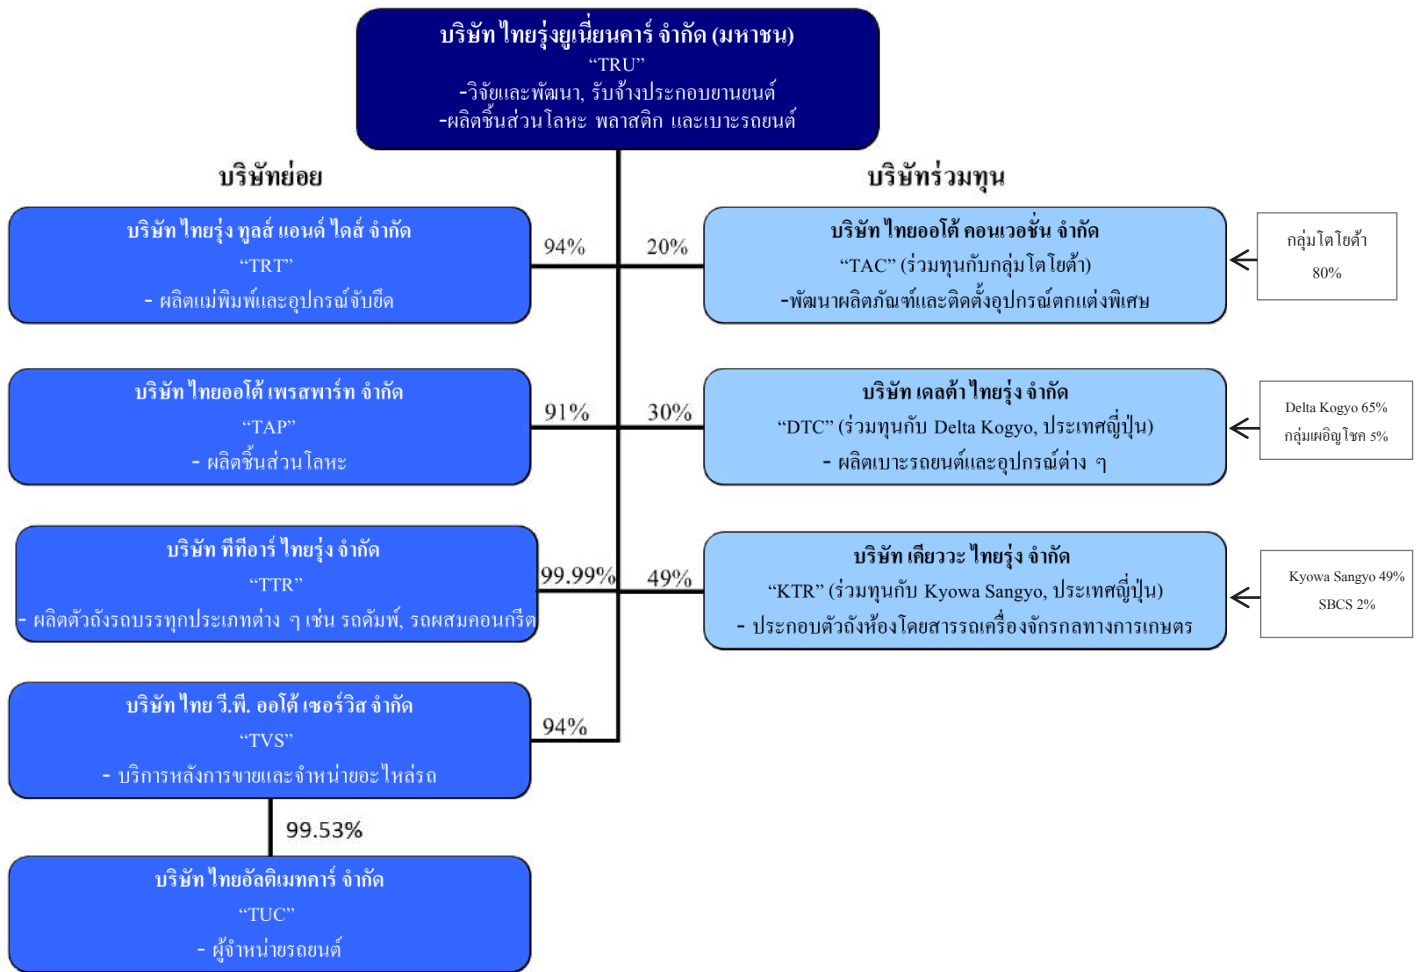 บริษัท ไทยรุ่งยูเนี่ยนคาร์ จำกัด (มหาชน)
“TRU”
-วิจัยและพัฒนา, รับจ้างประกอบยานยนต์
-ผลิตชิ้นส่วนโลหะ พลาสติก และเบาะรถยนต์
บริษัทย่อย
บริษัทร่วมทุน
บริษัท ไทยรุ่ง ทูลส์ แอนด์ ไดส์ จำกัด
“TRT”
- ผลิตแม่พิมพ์และอุปกรณ์จับยึด
94%
20%
บริษัท ไทยออโต้ คอนเวอชั่น จำกัด
“TAC” (ร่วมทุนกับกลุ่มโตโยต้า)
-พัฒนาผลิตภัณฑ์และติดตั้งอุปกรณ์ตกแต่งพิเศษ
กลุ่มโตโยต้า
80%
บริษัท ไทยออโต้ เพรสพาร์ท จำกัด
“TAP”
- ผลิตชิ้นส่วนโลหะ
91%
30%
บริษัท เดลต้า ไทยรุ่ง จำกัด
“DTC” (ร่วมทุนกับ Delta Kogyo, ประเทศญี่ปุ่น)
- ผลิตเบาะรถยนต์และอุปกรณ์ต่าง ๆ
Delta Kogyo 65%
กลุ่มเผอิญโชค 5%
บริษัท ทีทีอาร์ ไทยรุ่ง จำกัด
“TTR”
- ผลิตตัวถังรถบรรทุกประเภทต่าง ๆ เช่น รถดัมพ์, รถผสมคอนกรีต
99.99%
49%
บริษัท เคียววะ ไทยรุ่ง จำกัด
“KTR” (ร่วมทุนกับ Kyowa Sangyo, ประเทศญี่ปุ่น)
- ประกอบตัวถังห้องโดยสารรถเครื่องจักรกลทางการเกษตร
Kyowa Sangyo 49%
SBCS 2%
บริษัท ไทย วี.พี. ออโต้ เซอร์วิส จำกัด
“TVS”
- บริการหลังการขายและจำหน่ายอะไหล่รถ
94%
99.53%
บริษัท ไทยอัลติเมทคาร์ จำกัด
“TUC”
- ผู้จำหน่ายรถยนต์